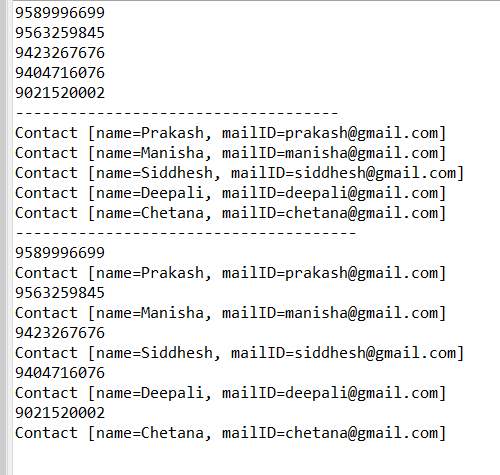 9589996699
9563259845
9423267676
9404716076
9021520002
------------------------------------
Contact [name=Prakash, mailID=prakash@gmail.com]
Contact [name=Manisha, mailID=manisha@gmail.com]
Contact [name=Siddhesh, mailID=siddhesh@gmail.com]
Contact [name=Deepali, mailID=deepali@gmail.com]
Contact [name=Chetana, mailID=chetana@gmail.com]
--------------------------------------
9589996699
Contact [name=Prakash, mailID=prakash@gmail.com]
9563259845
Contact [name=Manisha, mailID=manisha@gmail.com]
9423267676
Contact [name=Siddhesh, mailID=siddhesh@gmail.com]
9404716076
Contact [name=Deepali, mailID=deepali@gmail.com]
9021520002
Contact [name=Chetana, mailID=chetana@gmail.com]